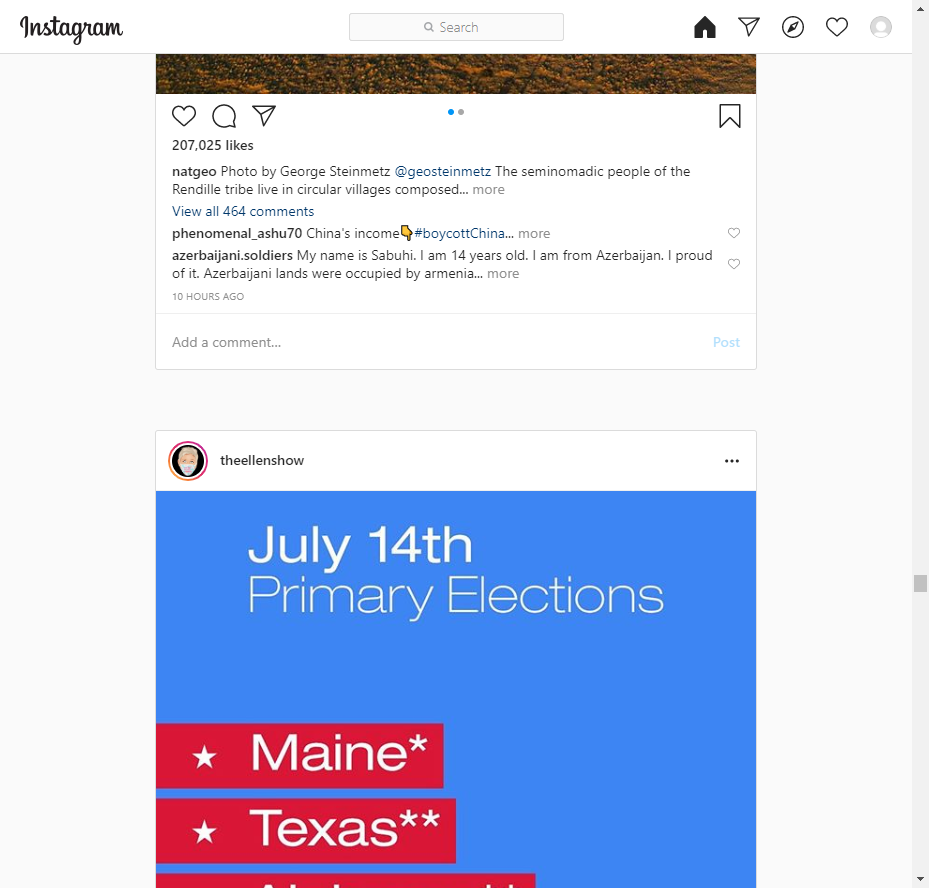 Instagram
Search
207,025 likes
natgeo Photo by George Steinmetz @geosteinmetz The seminomadic people of the
Rendille tribe live in circular villages composed... more
View all 464 comments
phenomenal_ashu70 China's income👇#boycottChina... more
azerbaijani.soldiers My name is Sabuhi. I am 14 years old. I am from Azerbaijan. I proud
of it. Azerbaijani lands were occupied by armenia... more
10 HOURS AGO
Add a comment...
Post
theellenshow
July 14th
Primary Elections
Maine*
Texas**